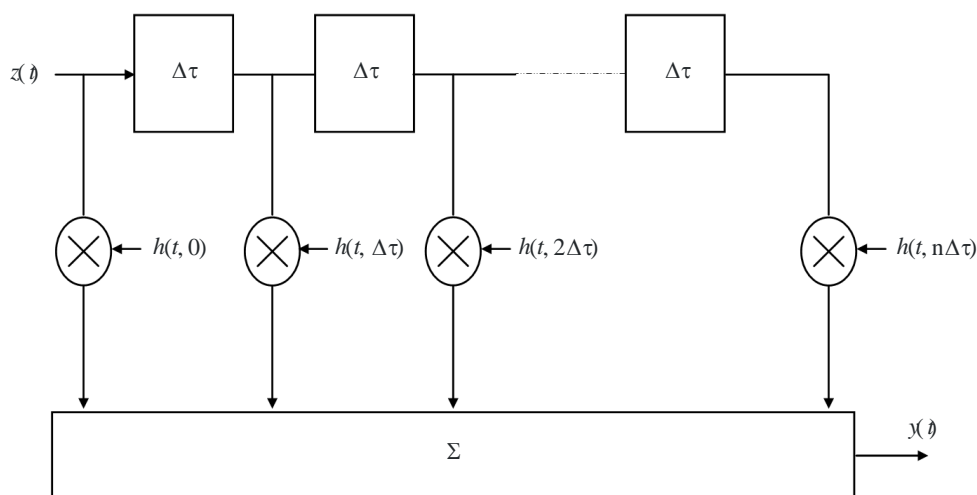 z(t)
Δτ
Δτ
Δτ
h(t, 0)
h(t, Δτ)
h(t, 2Δτ)
h(t, nΔτ)
Σ
y(t)